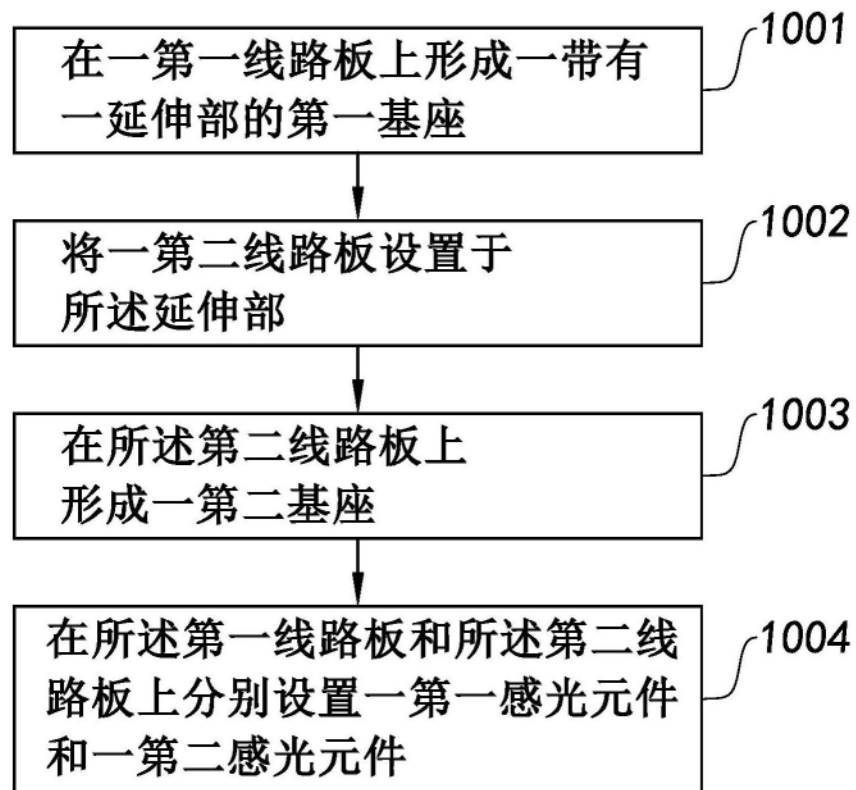 1001
在一第一线路板上形成一带有
一延伸部的第一基座
1002
将一第二线路板设置于
所述延伸部
1003
在所述第二线路板上
形成一第二基座
1004
在所述第一线路板和所述第二线
路板上分别设置一第一感光元件
和一第二感光元件